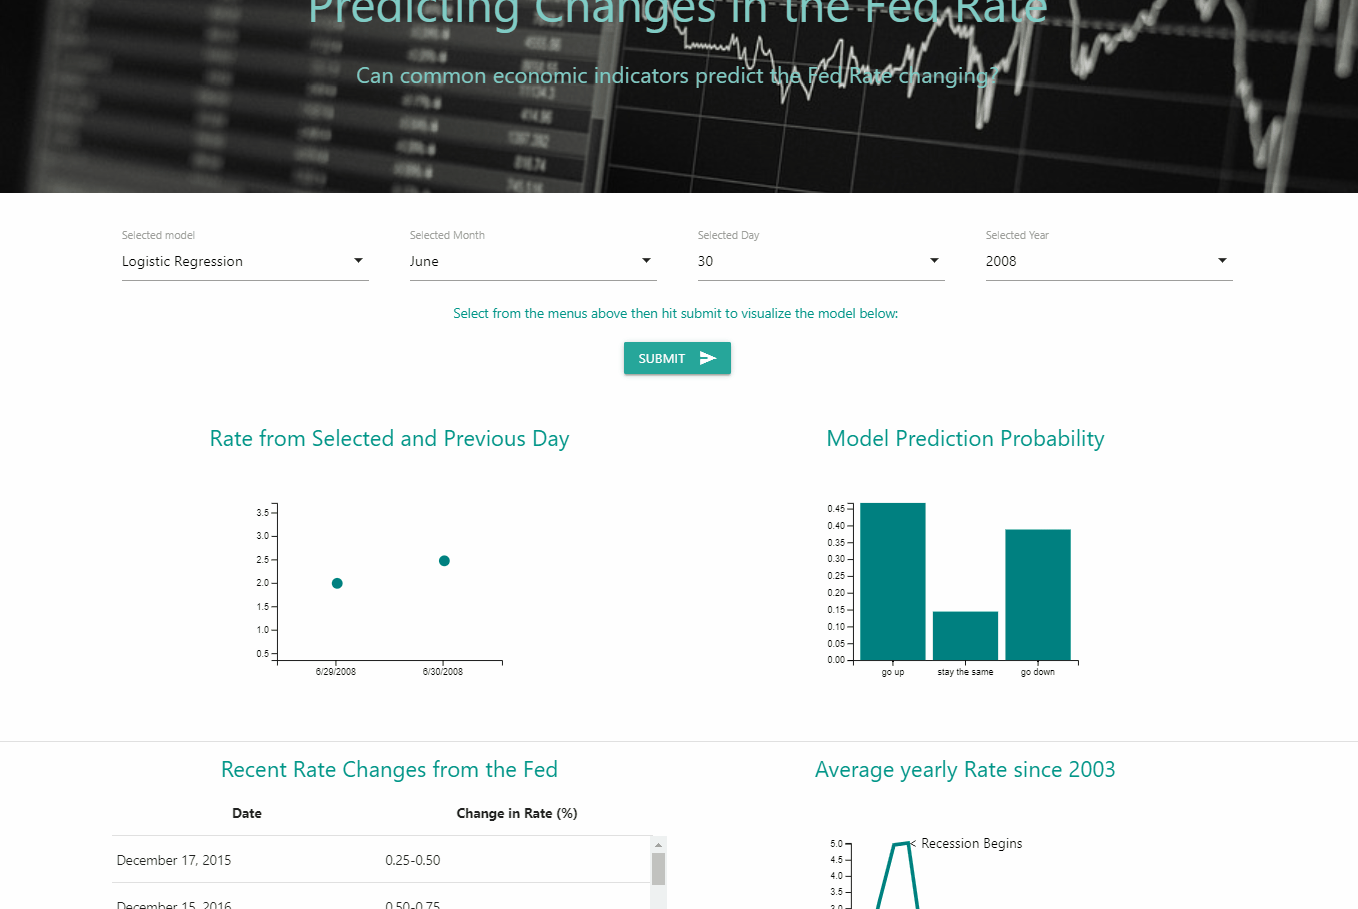 Predicting Changes in the Fed Rate
Can common economic indicators predict the Fed Rate changing?
Selected model
Logistic Regression
Selected Month
June
Selected Day
30
Selected Year
2008
Select from the menus above then hit submit to visualize the model below:
SUBMIT
Rate from Selected and Previous Day
3.5
3.0
2.5
2.0
1.5
1.0
0.5
6/29/2008
6/30/2008
Model Prediction Probability
0.45
0.40
0.35
0.30
0.25
0.20
0.15
0.10
0.05
0.00
go up
stay the same
go down
Recent Rate Changes from the Fed
Date
Change in Rate (%)
December 17, 2015
0.25-0.50
December 15, 2016
0.50-0.75
Average yearly Rate since 2003
5.0
4.5
4.0
3.5
3.0
< Recession Begins